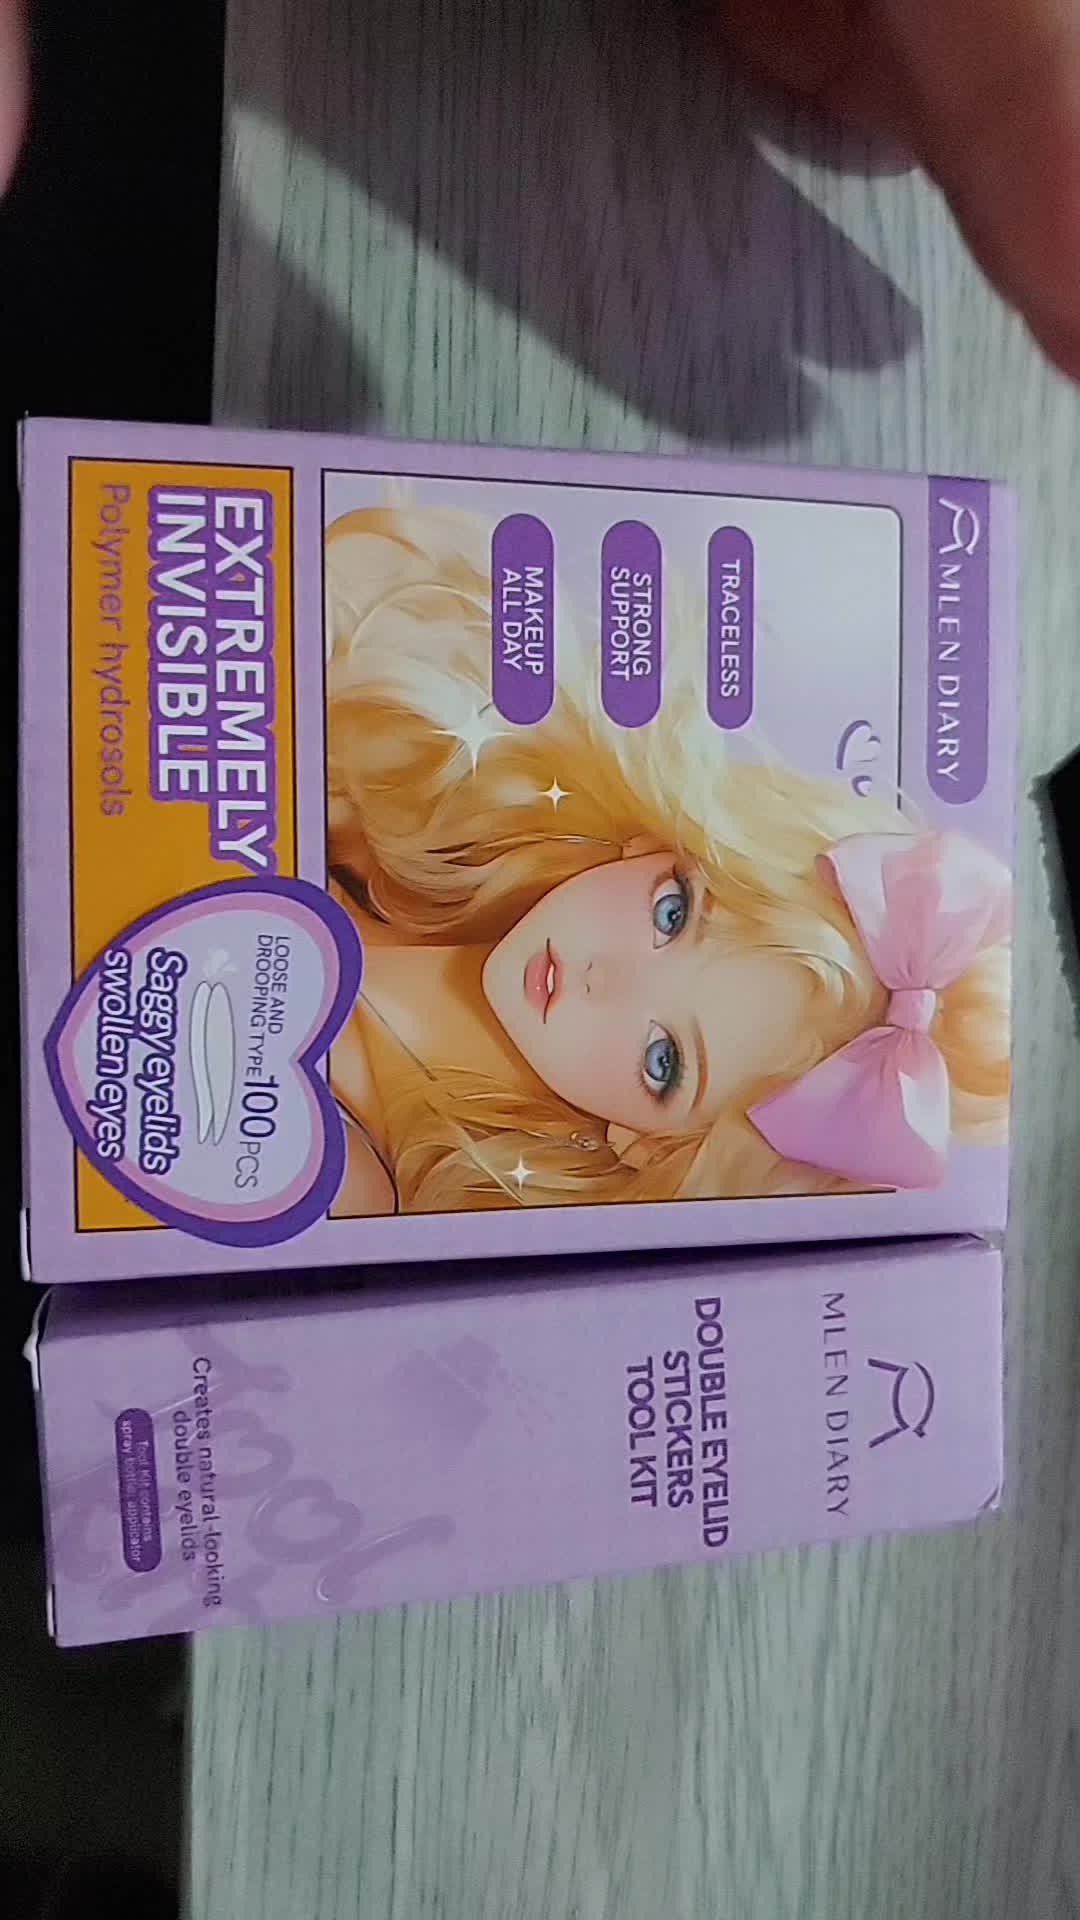 MLEN DIARY
TRACELESS
STRONG
SUPPORT
MAKEUP
ALL DAY
EXTREMELY
INVISIBLE
Polymer hydrosols
LOOSE AND
DROOPING TYPE 100PCS
Saggy eyelids
swollen eyes
MLEN DIARY
DOUBLE EYELID
STICKERS
TOOL KIT
Creates natural-looking
double eyelids
Tool Kit contains
spray bottle, applicator